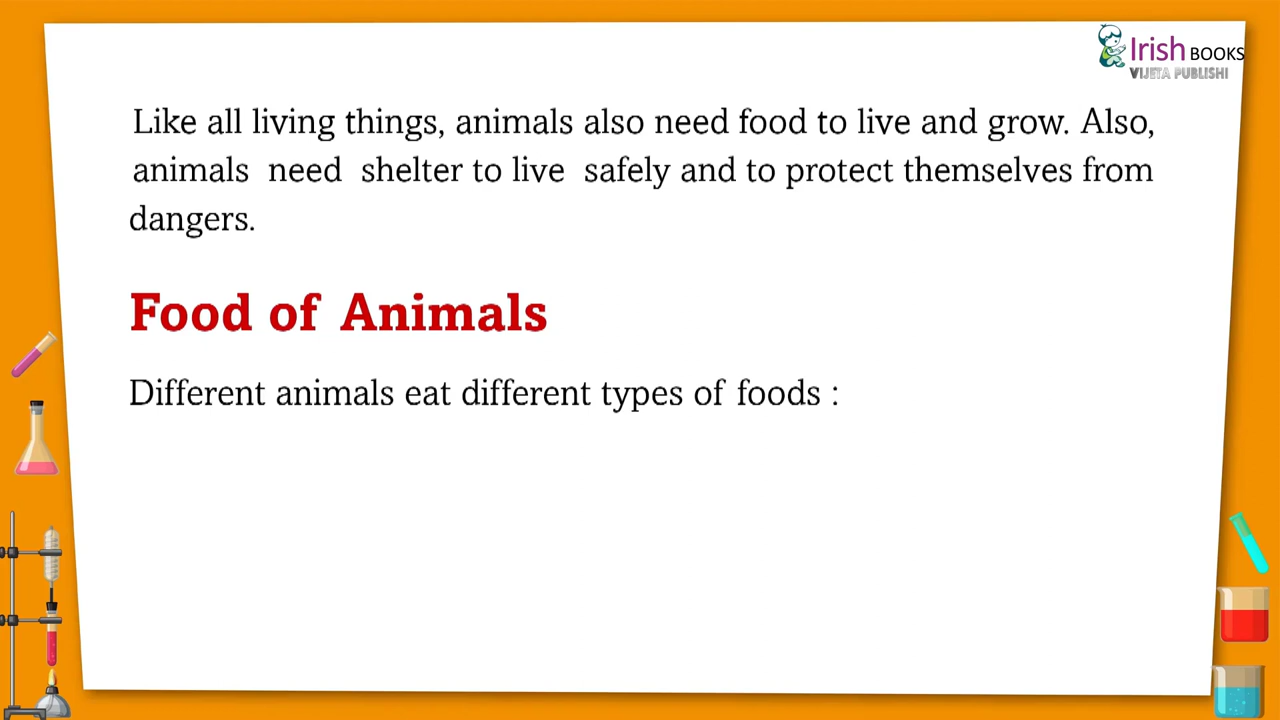 Irish BOOKS
VIJETA PUBLISHI
Like all living things, animals also need food to live and grow. Also,
animals need shelter to live safely and to protect themselves from
dangers.
Food of Animals
Different animals eat different types of foods :